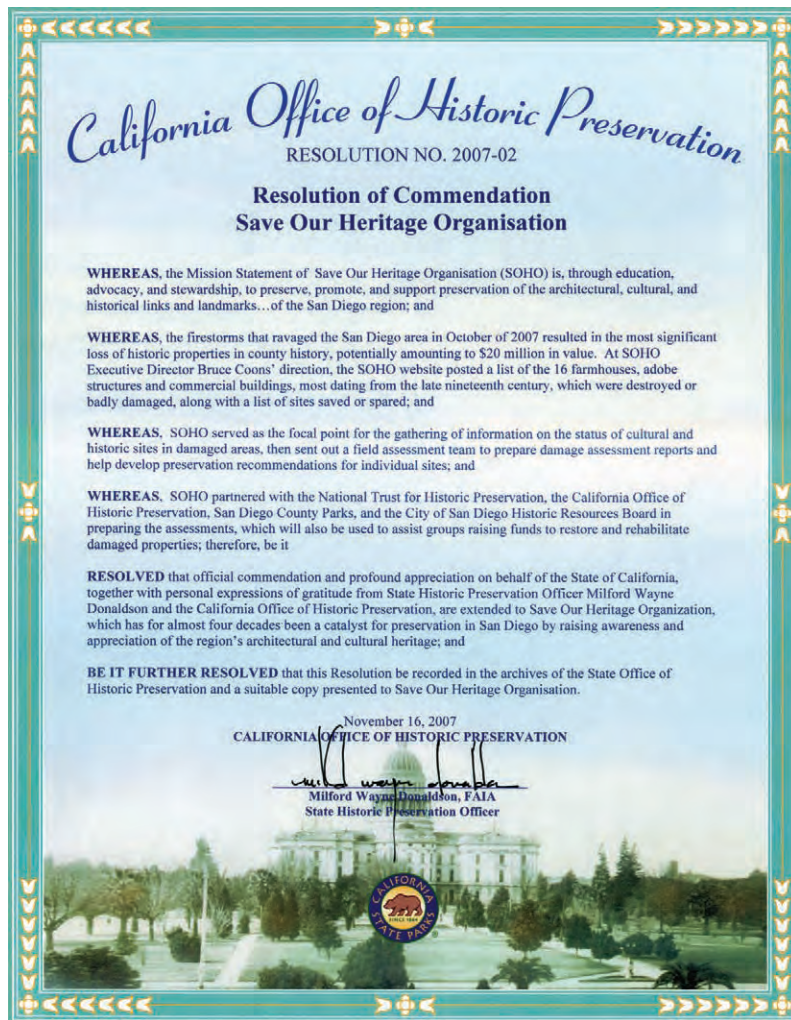 California Office of Historic Preservation
RESOLUTION NO. 2007-02
Resolution of Commendation
Save Our Heritage Organisation
WHEREAS, the Mission Statement of Save Our Heritage Organisation (SOHO) is, through education,
advocacy, and stewardship, to preserve, promote, and support preservation of the architectural, cultural, and
historical links and landmarks…of the San Diego region; and
WHEREAS, the firestorms that ravaged the San Diego area in October of 2007 resulted in the most significant
loss of historic properties in county history, potentially amounting to $20 million in value. At SOHO
Executive Director Bruce Coons' direction, the SOHO website posted a list of the 16 farmhouses, adobe
structures and commercial buildings, most dating from the late nineteenth century, which were destroyed or
badly damaged, along with a list of sites saved or spared; and
WHEREAS, SOHO served as the focal point for the gathering of information on the status of cultural and
historic sites in damaged areas, then sent out a field assessment team to prepare damage assessment reports and
help develop preservation recommendations for individual sites; and
WHEREAS, SOHO partnered with the National Trust for Historic Preservation, the California Office of
Historic Preservation, San Diego County Parks, and the City of San Diego Historic Resources Board in
preparing the assessments, which will also be used to assist groups raising funds to restore and rehabilitate
damaged properties; therefore, be it
RESOLVED that official commendation and profound appreciation on behalf of the State of California,
together with personal expressions of gratitude from State Historic Preservation Officer Milford Wayne
Donaldson and the California Office of Historic Preservation, are extended to Save Our Heritage Organization,
which has for almost four decades been a catalyst for preservation in San Diego by raising awareness and
appreciation of the region's architectural and cultural heritage; and
BE IT FURTHER RESOLVED that this Resolution be recorded in the archives of the State Office of
Historic Preservation and a suitable copy presented to Save Our Heritage Organisation.
November 16, 2007
CALIFORNIA OFFICE OF HISTORIC PRESERVATION
milford wayne donaldson
Milford Wayne Donaldson, FAIA
State Historic Preservation Officer
CALIFORNIA
SINCE 1864
STATE PARKS
®